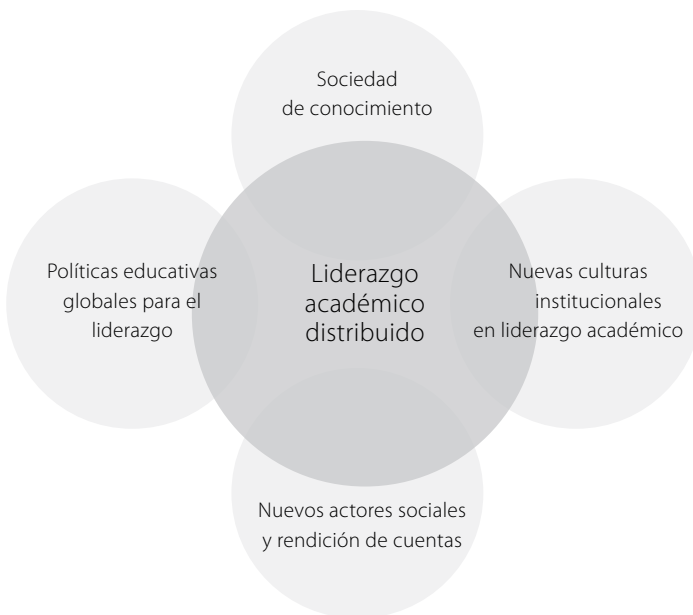 Sociedad
de conocimiento
Políticas educativas
globales para el
liderazgo
Liderazgo
académico
distribuido
Nuevas culturas
institucionales
en liderazgo académico
Nuevos actores sociales
y rendición de cuentas